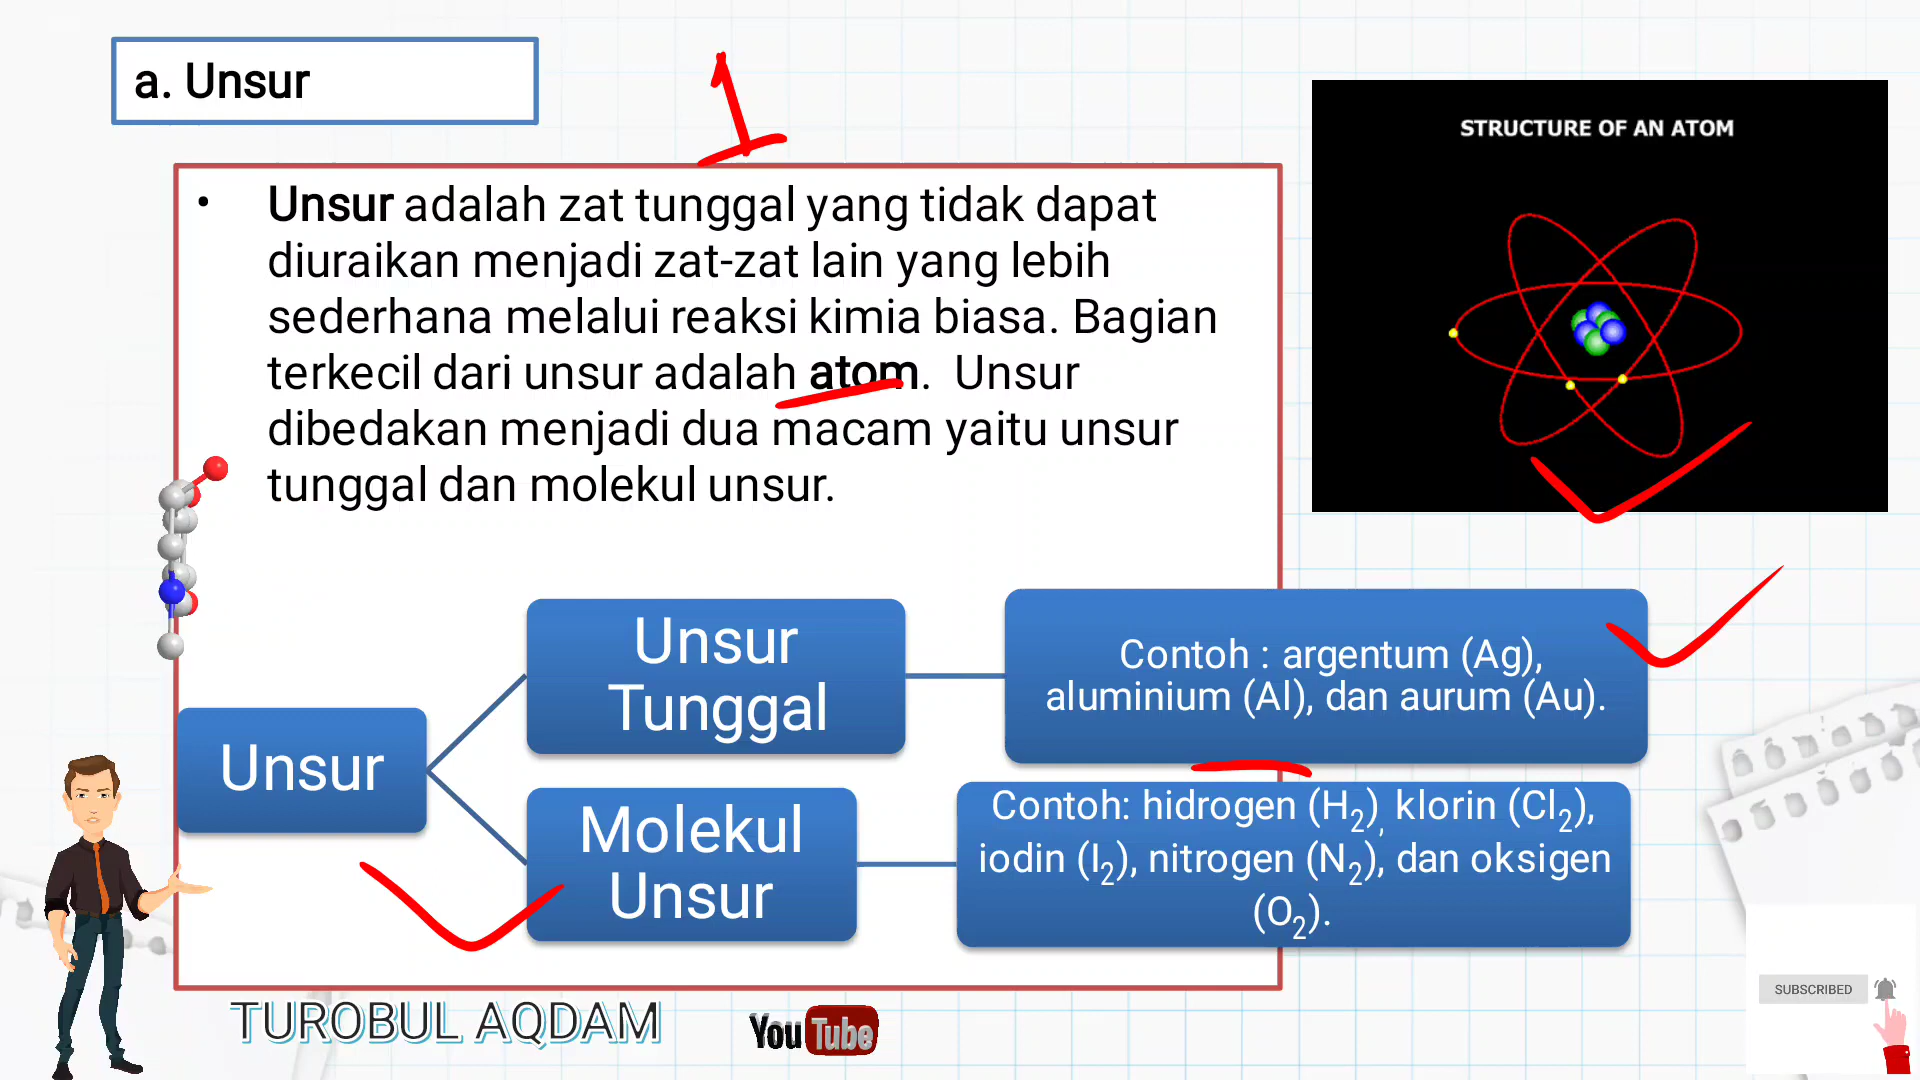 a. Unsur
1
STRUCTURE OF AN ATOM
• Unsur adalah zat tunggal yang tidak dapat
diuraikan menjadi zat-zat lain yang lebih
sederhana melalui reaksi kimia biasa. Bagian
terkecil dari unsur adalah atom. Unsur
dibedakan menjadi dua macam yaitu unsur
tunggal dan molekul unsur.
Unsur
Unsur
Tunggal
Contoh : argentum (Ag),
aluminium (Al), dan aurum (Au).
Molekul
Unsur
Contoh: hidrogen (H₂), klorin (Cl₂),
iodin (I₂), nitrogen (N₂), dan oksigen
(O₂).
TUROBUL AQDAM
YouTube
SUBSCRIBED